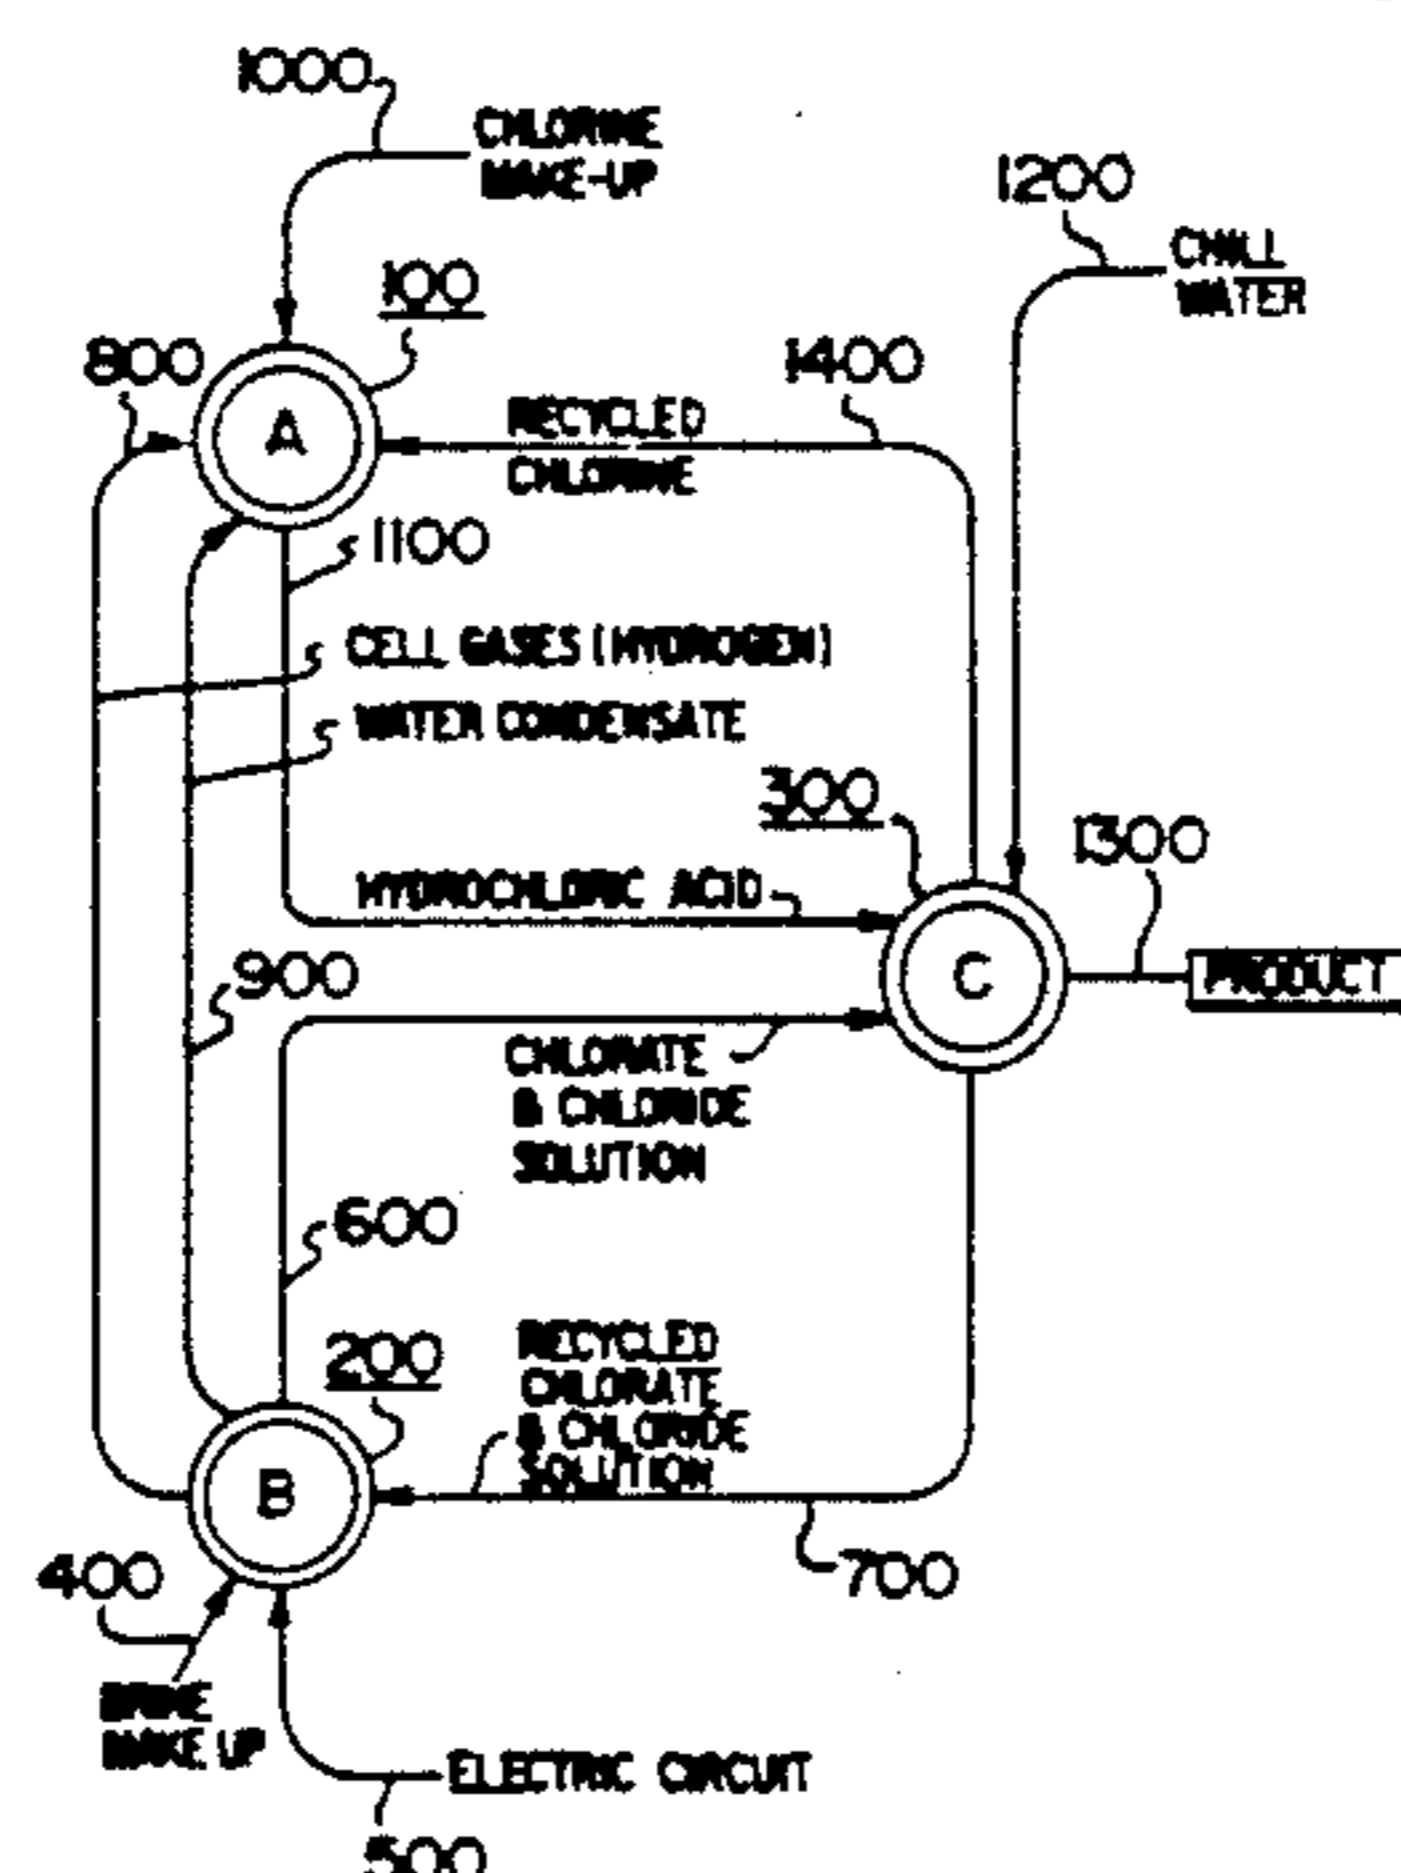 1000
CHLORINE
MAKE-UP
1200
CHILL
WATER
100
800
1400
A
RECYCLED
CHLORINE
1100
CELL GASES (HYDROGEN)
WATER CONDENSATE
300
1300
HYDROCHLORIC ACID
C
PRODUCT
900
CHLORATE
& CHLORIDE
SOLUTION
600
200
RECYCLED
CHLORATE
& CHLORIDE
SOLUTION
B
400
700
BRINE
MAKE UP
ELECTRIC CIRCUIT
500